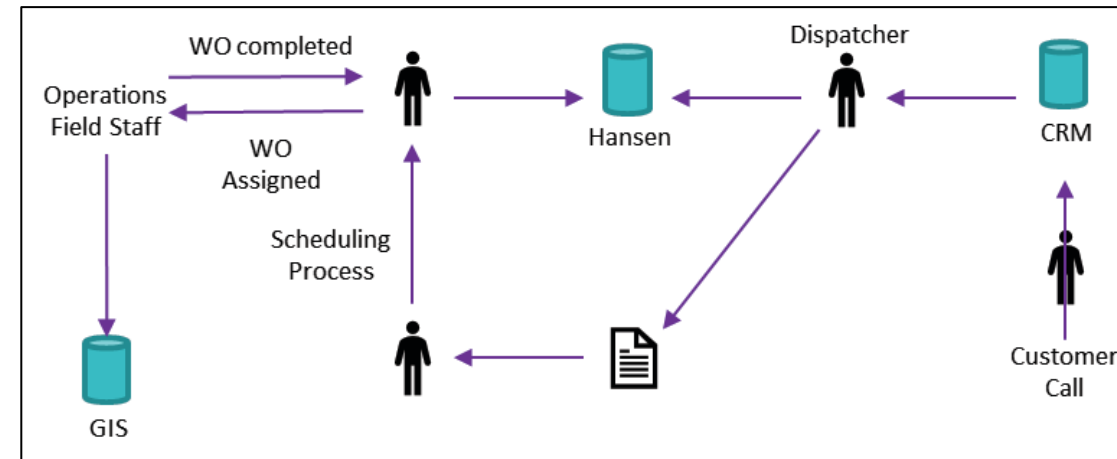 WO completed
Dispatcher
Operations
Field Staff
Hansen
CRM
WO
Assigned
Scheduling
Process
Customer
Call
GIS